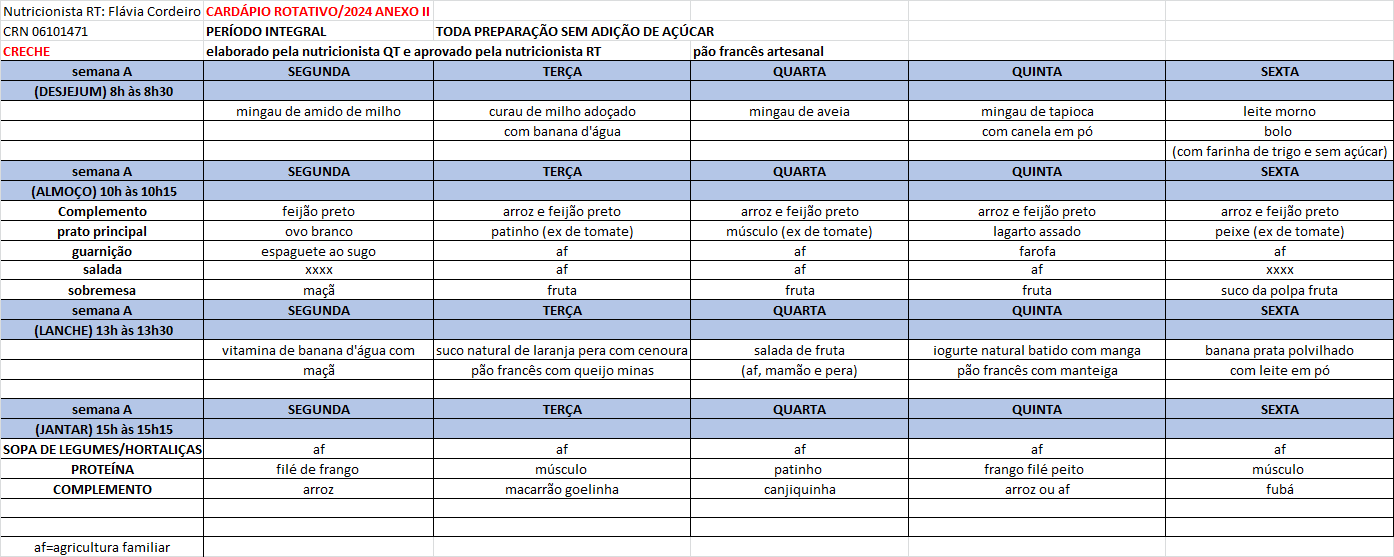 Nutricionista RT: Flávia Cordeiro CARDÁPIO ROTATIVO/2024 ANEXO II
CRN 06101471 PERÍODO INTEGRAL TODA PREPARAÇÃO SEM ADIÇÃO DE AÇÚCAR
CRECHE elaborado pela nutricionista QT e aprovado pela nutricionista RT pão francês artesanal
semana A SEGUNDA TERÇA QUARTA QUINTA SEXTA
(DESJEJUM) 8h às 8h30
mingau de amido de milho curau de milho adoçado mingau de aveia mingau de tapioca leite morno
com banana d'água com canela em pó bolo
(com farinha de trigo e sem açúcar)
semana A SEGUNDA TERÇA QUARTA QUINTA SEXTA
(ALMOÇO) 10h às 10h15
Complemento feijão preto arroz e feijão preto arroz e feijão preto arroz e feijão preto arroz e feijão preto
prato principal ovo branco patinho (ex de tomate) músculo (ex de tomate) lagarto assado peixe (ex de tomate)
guarnição espaguete ao sugo af af farofa af
salada xxxx af af af xxxx
sobremesa maçã fruta fruta fruta suco da polpa fruta
semana A SEGUNDA TERÇA QUARTA QUINTA SEXTA
(LANCHE) 13h às 13h30
vitamina de banana d'água com suco natural de laranja pera com cenoura salada de fruta iogurte natural batido com manga banana prata polvilhado
maçã pão francês com queijo minas (af, mamão e pera) pão francês com manteiga com leite em pó
semana A SEGUNDA TERÇA QUARTA QUINTA SEXTA
(JANTAR) 15h às 15h15
SOPA DE LEGUMES/HORTALIÇAS af af af af af
PROTEÍNA filé de frango músculo patinho frango filé peito músculo
COMPLEMENTO arroz macarrão goelinha canjiquinha arroz ou af fubá
af=agricultura familiar